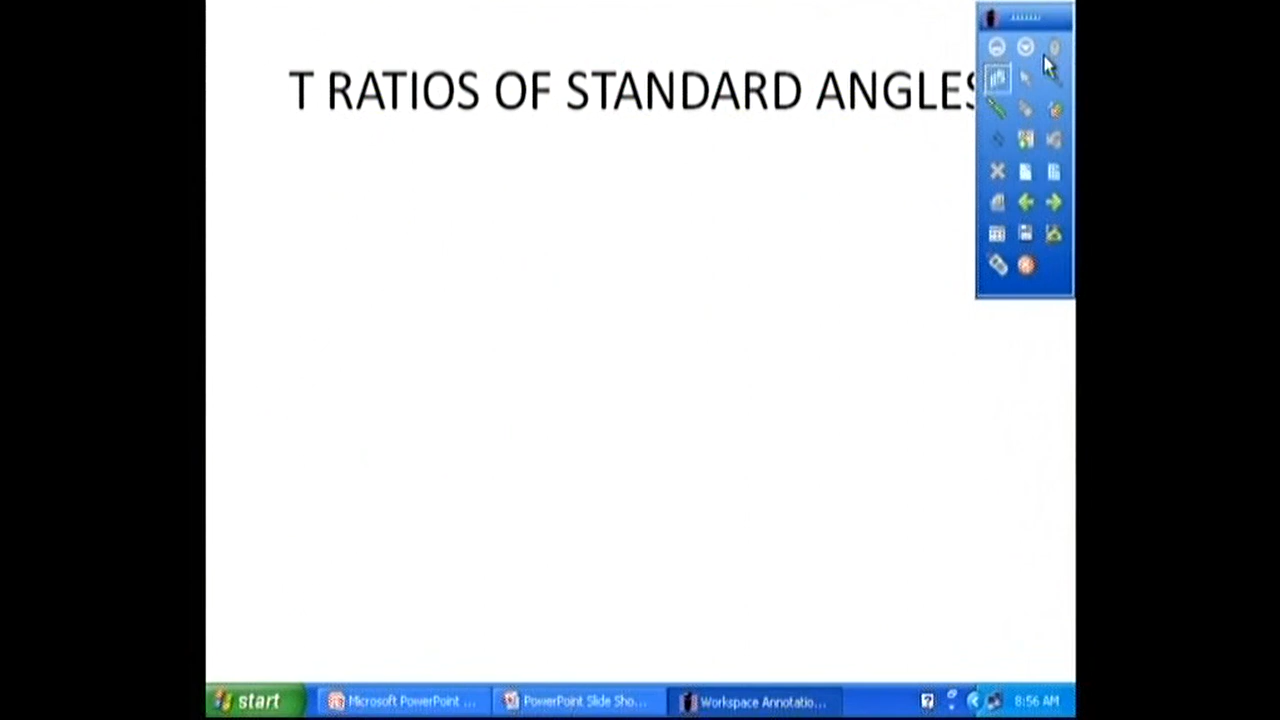 T RATIOS OF STANDARD ANGLES
start
Microsoft PowerPoint ...
PowerPoint Slide Sho...
Workspace Annotatio...
8:56 AM